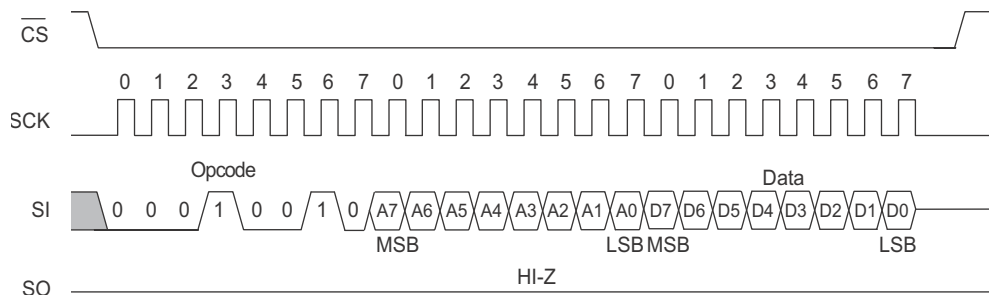 CS
0 1 2 3 4 5 6 7 0 1 2 3 4 5 6 7 0 1 2 3 4 5 6 7
SCK
Opcode Data
SI 0 0 0 1 0 0 1 0 A7 A6 A5 A4 A3 A2 A1 A0 D7 D6 D5 D4 D3 D2 D1 D0
MSB LSB MSB LSB
HI-Z
SO